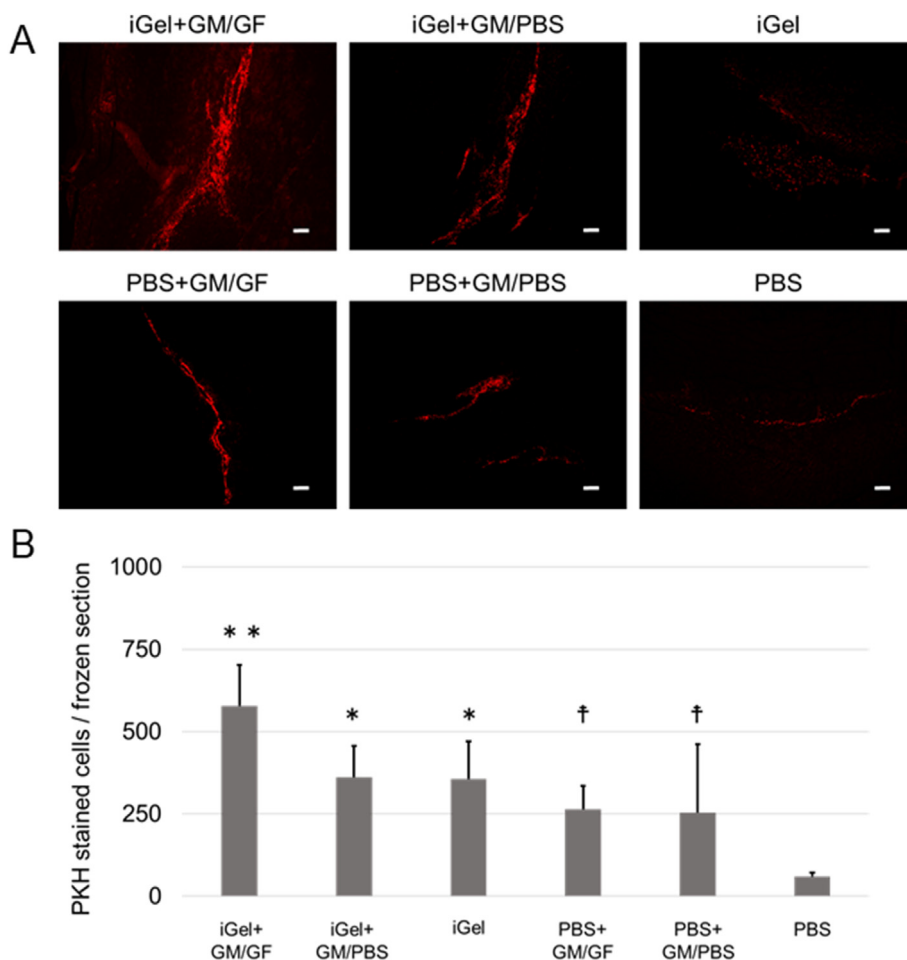 A
iGel+GM/GF
iGel+GM/PBS
iGel
PBS+GM/GF
PBS+GM/PBS
PBS
B
PKH stained cells / frozen section
1000
750
500
250
0
* *
*
*
☨
☨
iGel+
GM/GF
iGel+
GM/PBS
iGel
PBS+
GM/GF
PBS+
GM/PBS
PBS